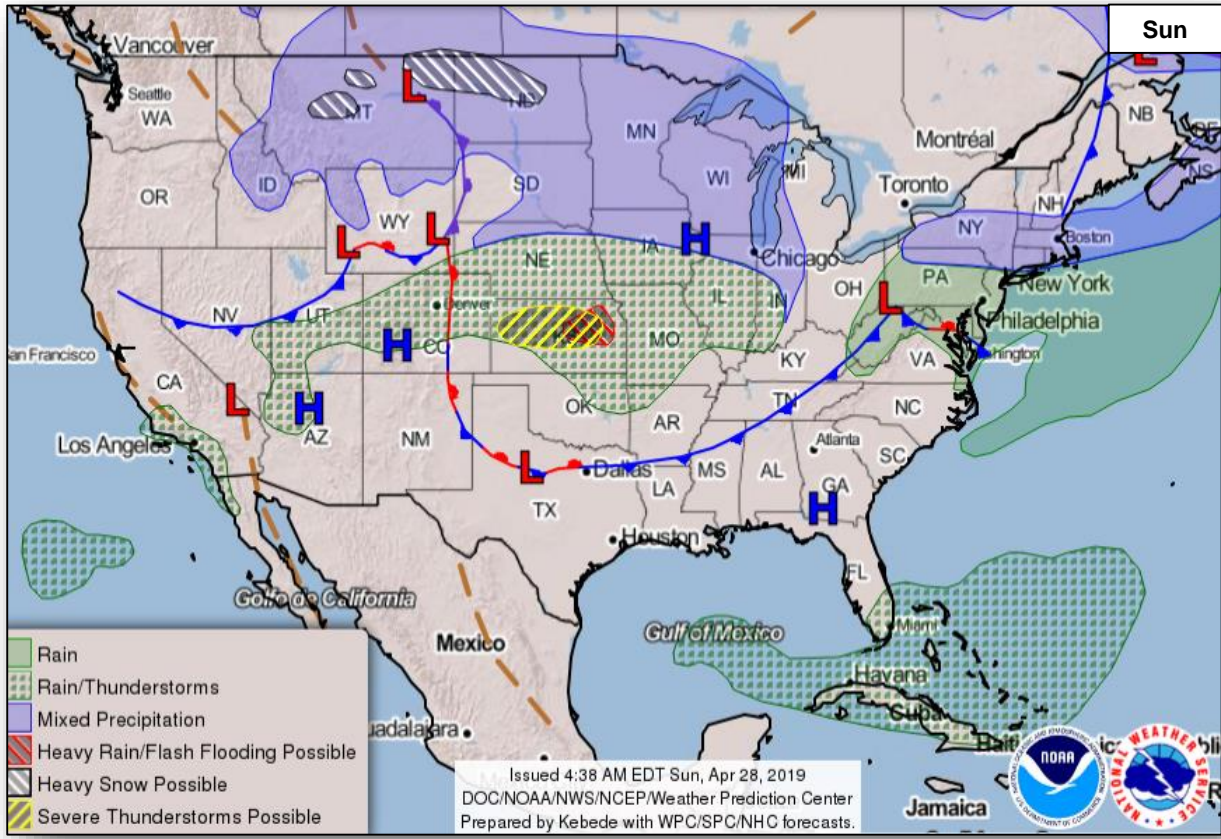 Sun
Vancouver
Seattle
WA
MT
ND
MN
Montréal
NB
NS
OR
ID
WY
SD
WI
MI
Toronto
NH
NY
Boston
L
L
L
L
L
L
L
H
H
H
H
NV
UT
Denver
CO
NE
IA
Chicago
IL
IN
OH
PA
New York
Philadelphia
San Francisco
CA
MO
KY
VA
Los Angeles
AZ
NM
OK
AR
TN
NC
Atlanta
SC
Dallas
MS
AL
GA
LA
TX
Houston
FL
Golfo de California
Mexico
Gulf of Mexico
Miami
Havana
Cuba
Jamaica
Rain
Rain/Thunderstorms
Mixed Precipitation
Heavy Rain/Flash Flooding Possible
Heavy Snow Possible
Severe Thunderstorms Possible
Issued 4:38 AM EDT Sun, Apr 28, 2019
DOC/NOAA/NWS/NCEP/Weather Prediction Center
Prepared by Kebede with WPC/SPC/NHC forecasts.
NOAA
NATIONAL WEATHER SERVICE